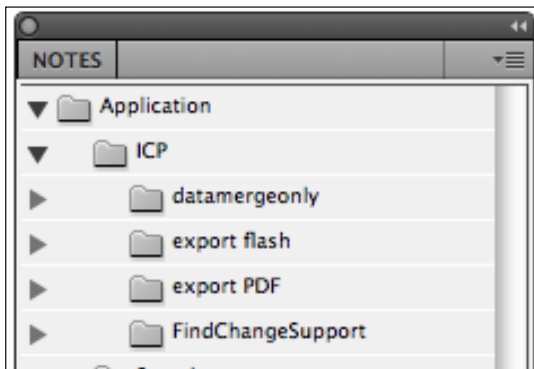 NOTES
Application
ICP
datamergeonly
export flash
export PDF
FindChangeSupport